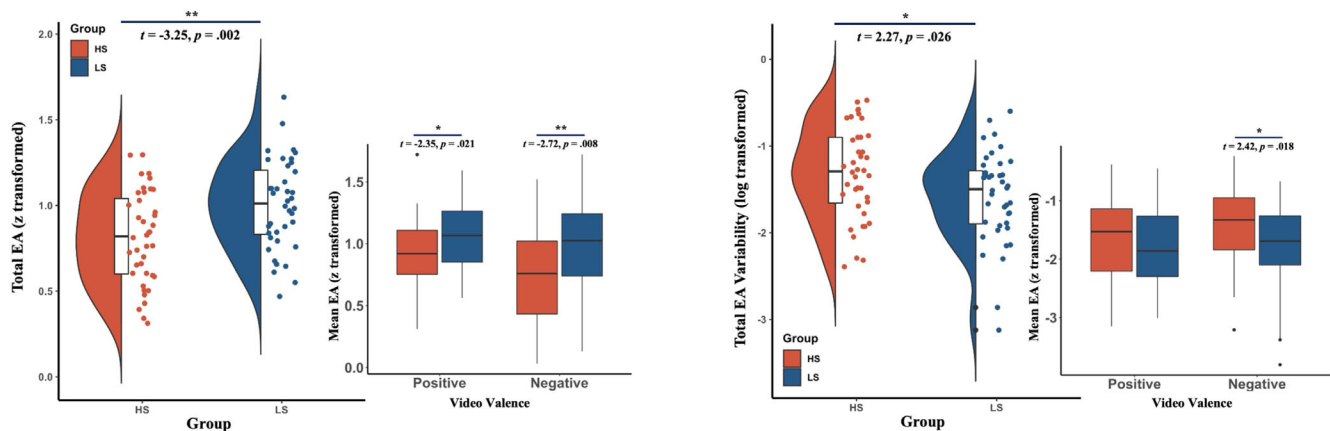 **
t = -3.25, p = .002
Group
HS
LS
Total EA (z transformed)
2.0
1.5
1.0
0.5
0.0
HS
LS
Group
*
t = -2.35, p = .021
**
t = -2.72, p = .008
Mean EA (z transformed)
1.5
1.0
0.5
0.0
Positive
Negative
Video Valence
*
t = 2.27, p = .026
Total EA Variability (log transformed)
0
-1
-2
-3
Group
HS
LS
HS
LS
Group
*
t = 2.42, p = .018
Mean EA (z transformed)
-1
-2
-3
Positive
Negative
Video Valence